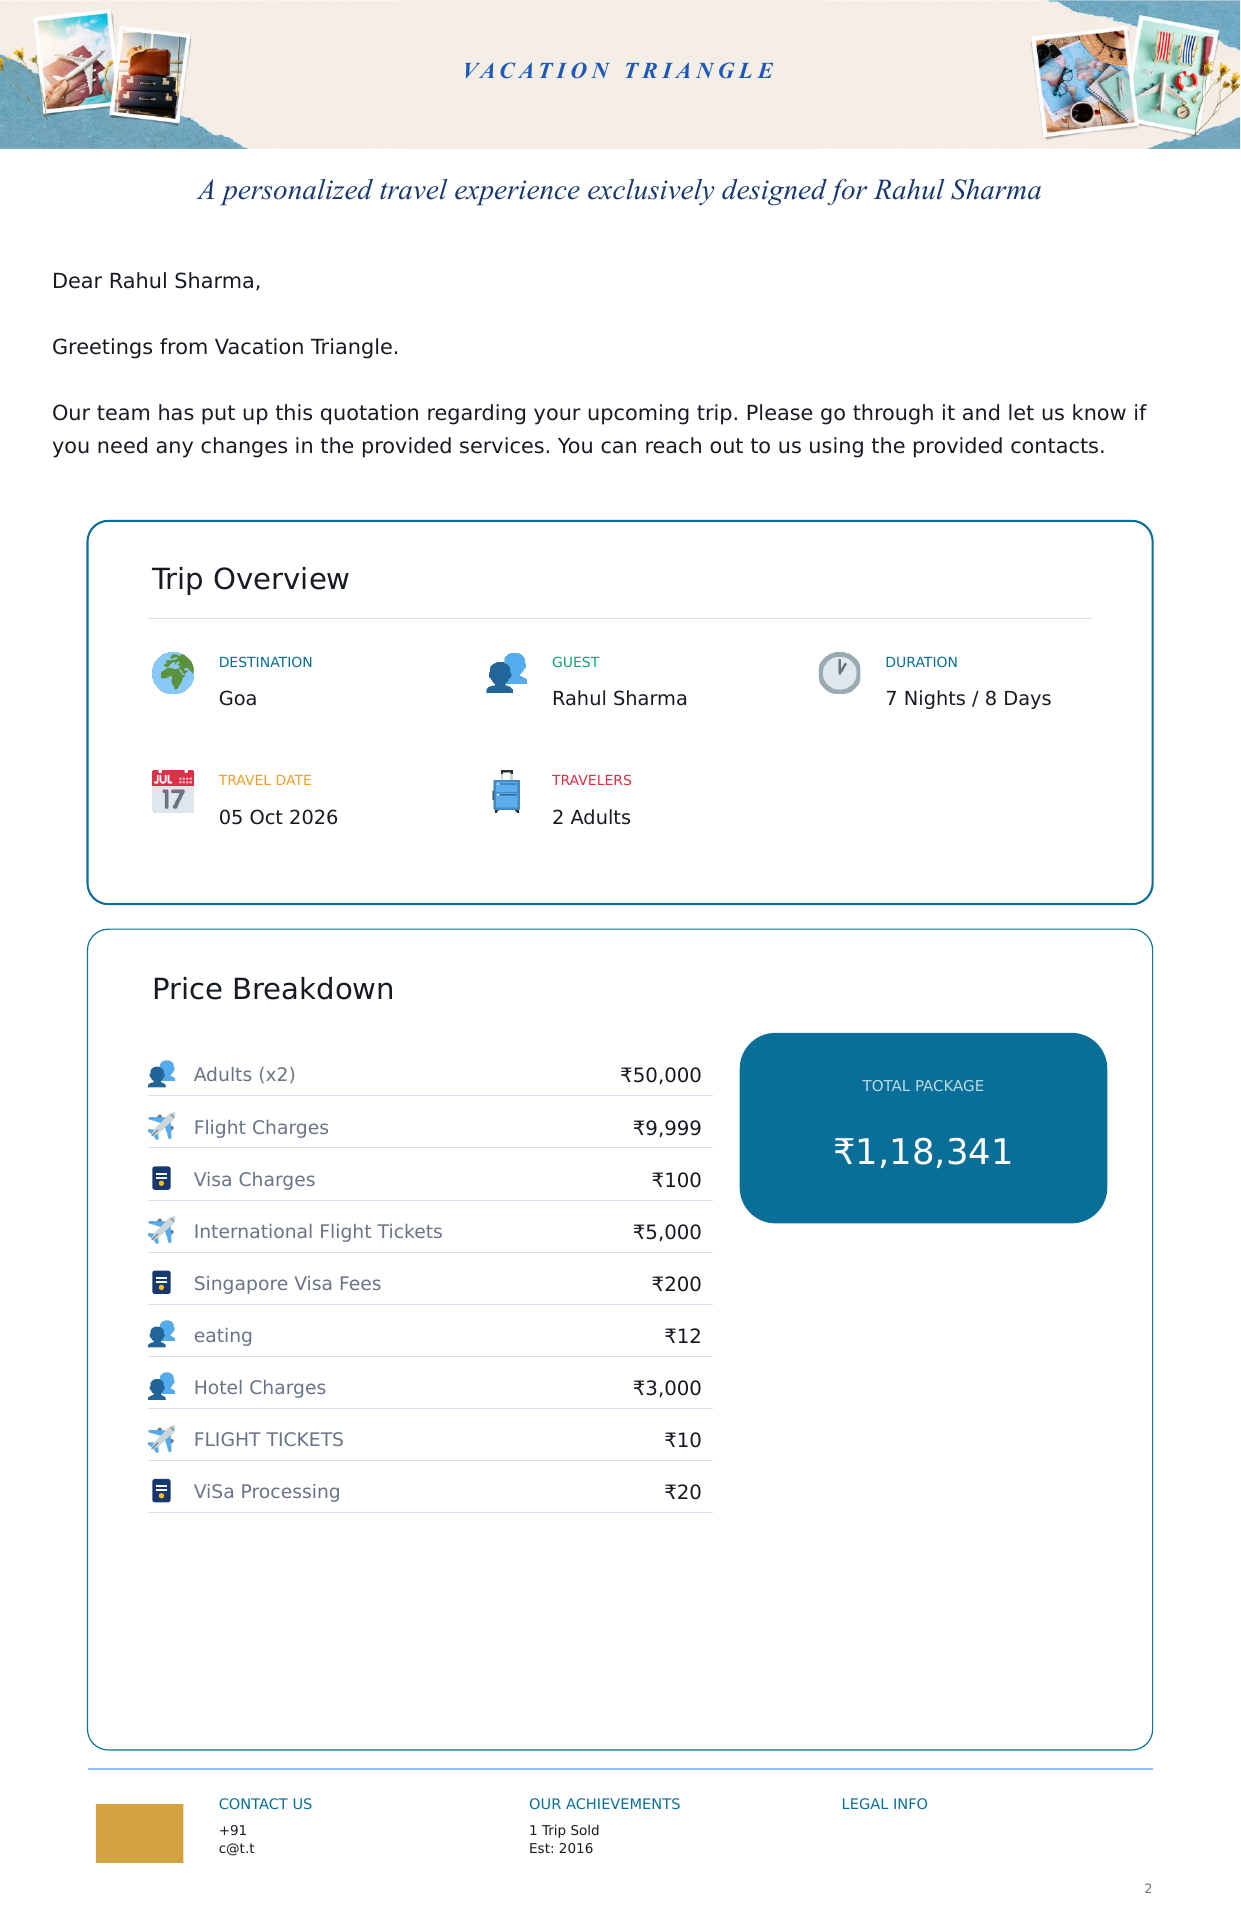 VACATION TRIANGLE
A personalized travel experience exclusively designed for Rahul Sharma
Dear Rahul Sharma,
Greetings from Vacation Triangle.
Our team has put up this quotation regarding your upcoming trip. Please go through it and let us know if
you need any changes in the provided services. You can reach out to us using the provided contacts.
Trip Overview
DESTINATION
Goa
GUEST
Rahul Sharma
DURATION
7 Nights / 8 Days
JUL
17
TRAVEL DATE
05 Oct 2026
TRAVELERS
2 Adults
Price Breakdown
Adults (x2) ₹50,000
Flight Charges ₹9,999
Visa Charges ₹100
International Flight Tickets ₹5,000
Singapore Visa Fees ₹200
eating ₹12
Hotel Charges ₹3,000
FLIGHT TICKETS ₹10
ViSa Processing ₹20
TOTAL PACKAGE
₹1,18,341
CONTACT US
+91
c@t.t
OUR ACHIEVEMENTS
1 Trip Sold
Est: 2016
LEGAL INFO
2